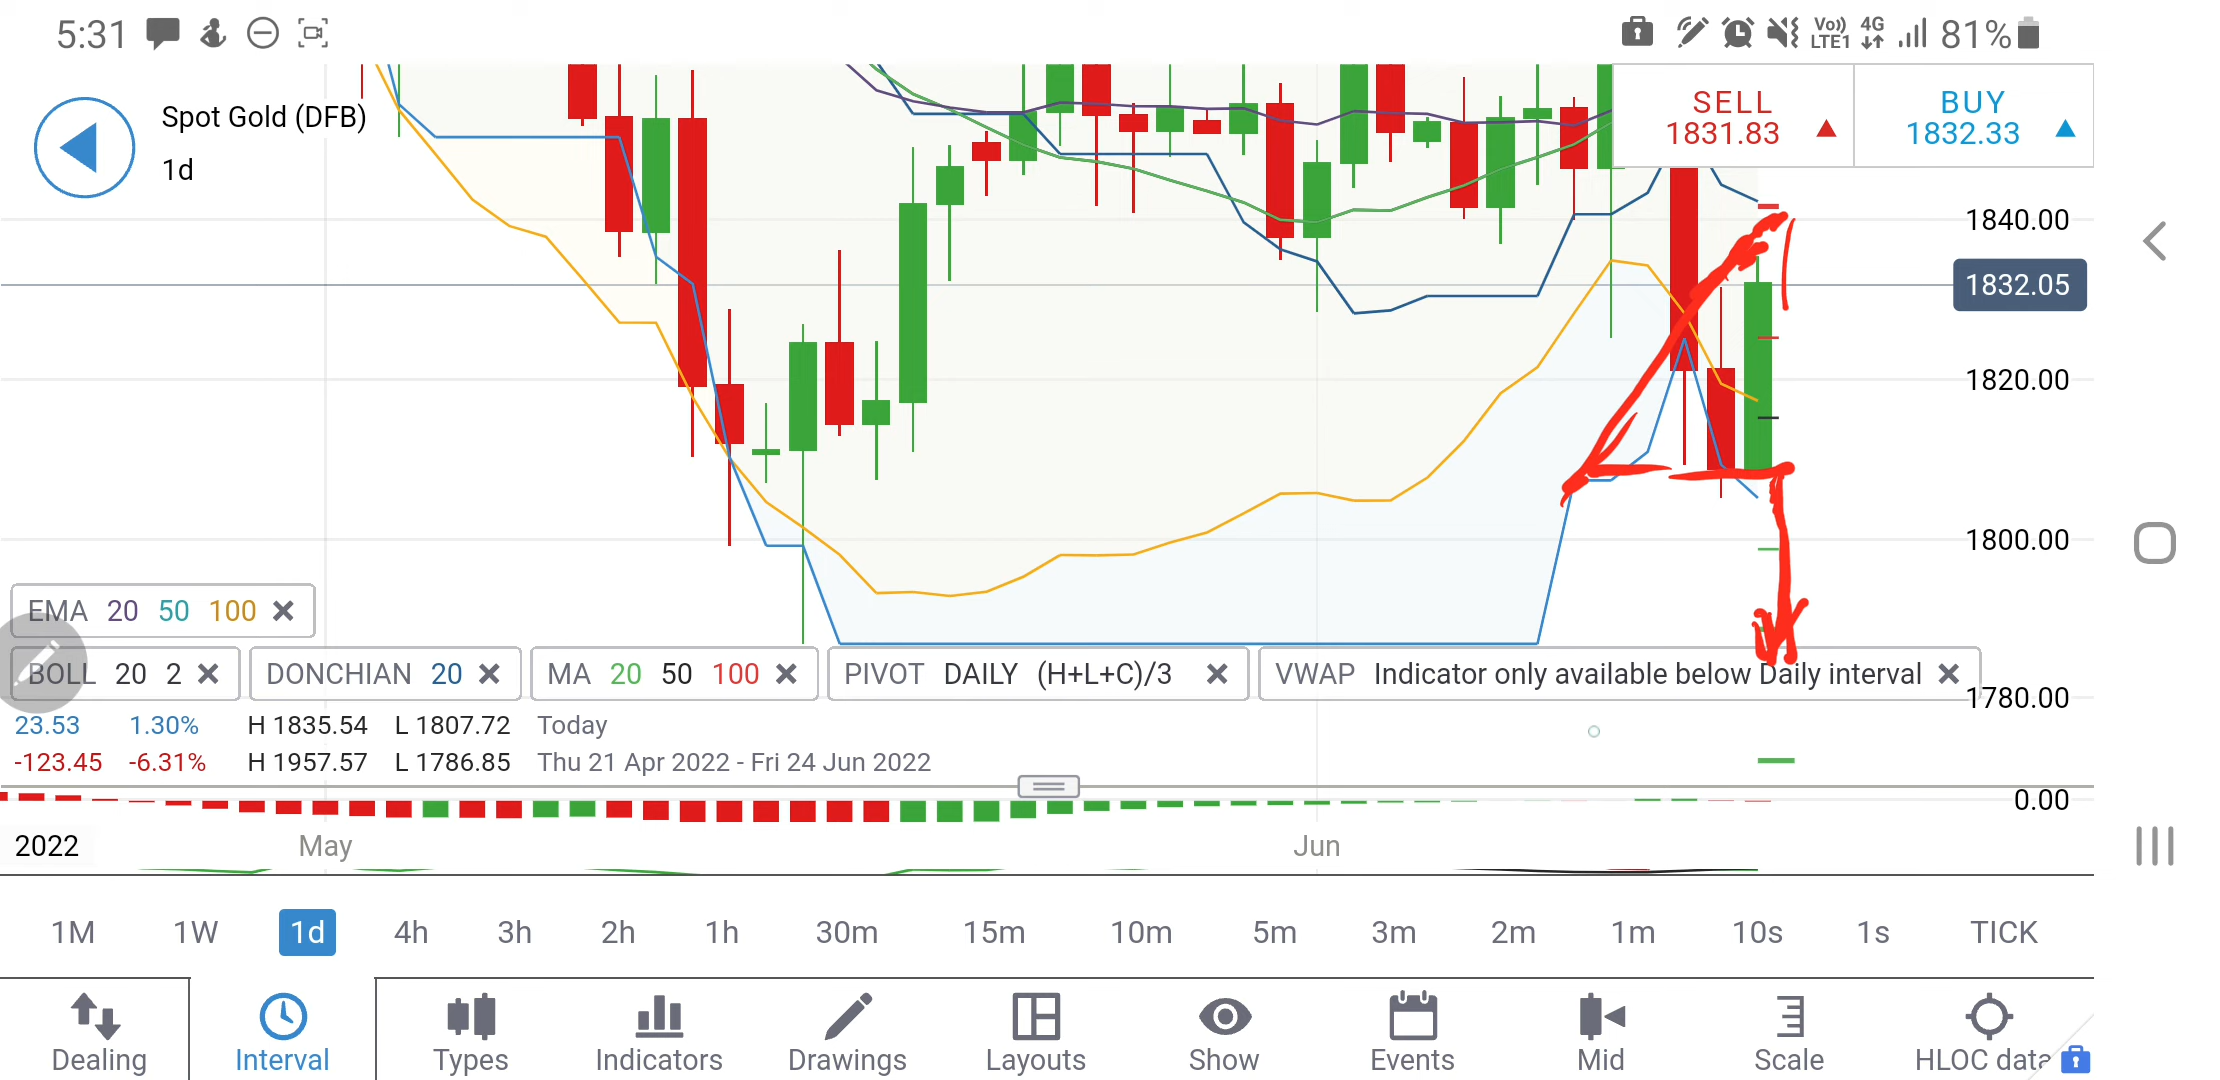 5:31
Vo)) LTE1 4G 81%
Spot Gold (DFB)
1d
SELL
1831.83
BUY
1832.33
1840.00
1832.05
1820.00
1800.00
1780.00
EMA 20 50 100
BOLL 20 2
DONCHIAN 20
MA 20 50 100
PIVOT DAILY (H+L+C)/3
VWAP Indicator only available below Daily interval
23.53 1.30% H 1835.54 L 1807.72 Today
-123.45 -6.31% H 1957.57 L 1786.85 Thu 21 Apr 2022 - Fri 24 Jun 2022
0.00
2022 May Jun
1M 1W 1d 4h 3h 2h 1h 30m 15m 10m 5m 3m 2m 1m 10s 1s TICK
Dealing Interval Types Indicators Drawings Layouts Show Events Mid Scale HLOC data